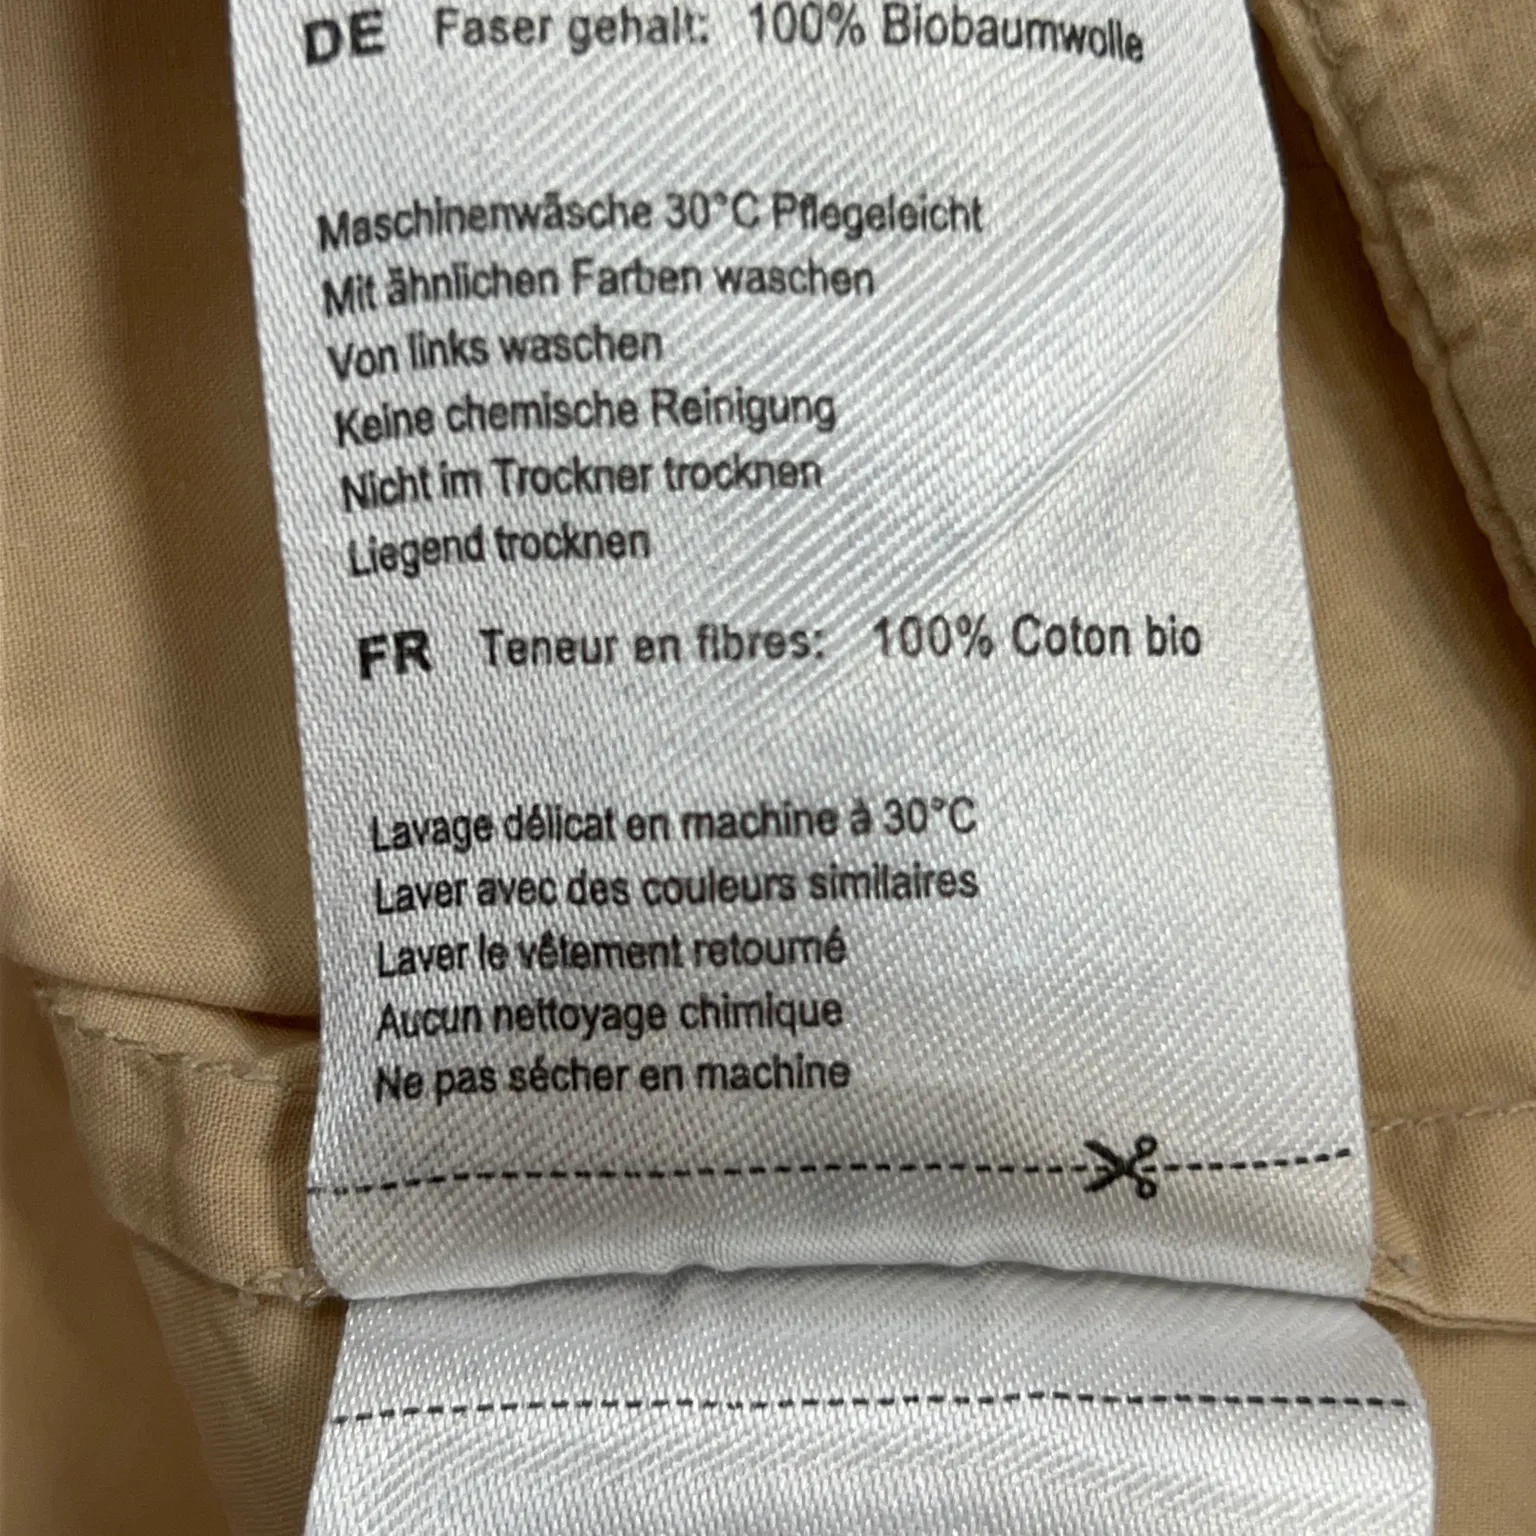 DE Faser gehalt: 100% Biobaumwolle
Maschinenwäsche 30°C Pflegeleicht
Mit ähnlichen Farben waschen
Von links waschen
Keine chemische Reinigung
Nicht im Trockner trocknen
Liegend trocknen
FR Teneur en fibres: 100% Coton bio
Lavage délicat en machine à 30°C
Laver avec des couleurs similaires
Laver le vêtement retourné
Aucun nettoyage chimique
Ne pas sécher en machine